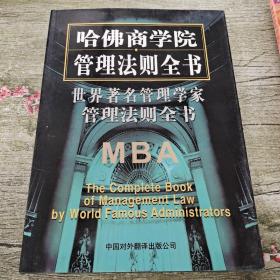 哈佛商学院
管理法则全书
世界著名管理学家
管理法则全书
MBA
The Complete Book
of Management Law
by World Famous Administrators
中国对外翻译出版公司